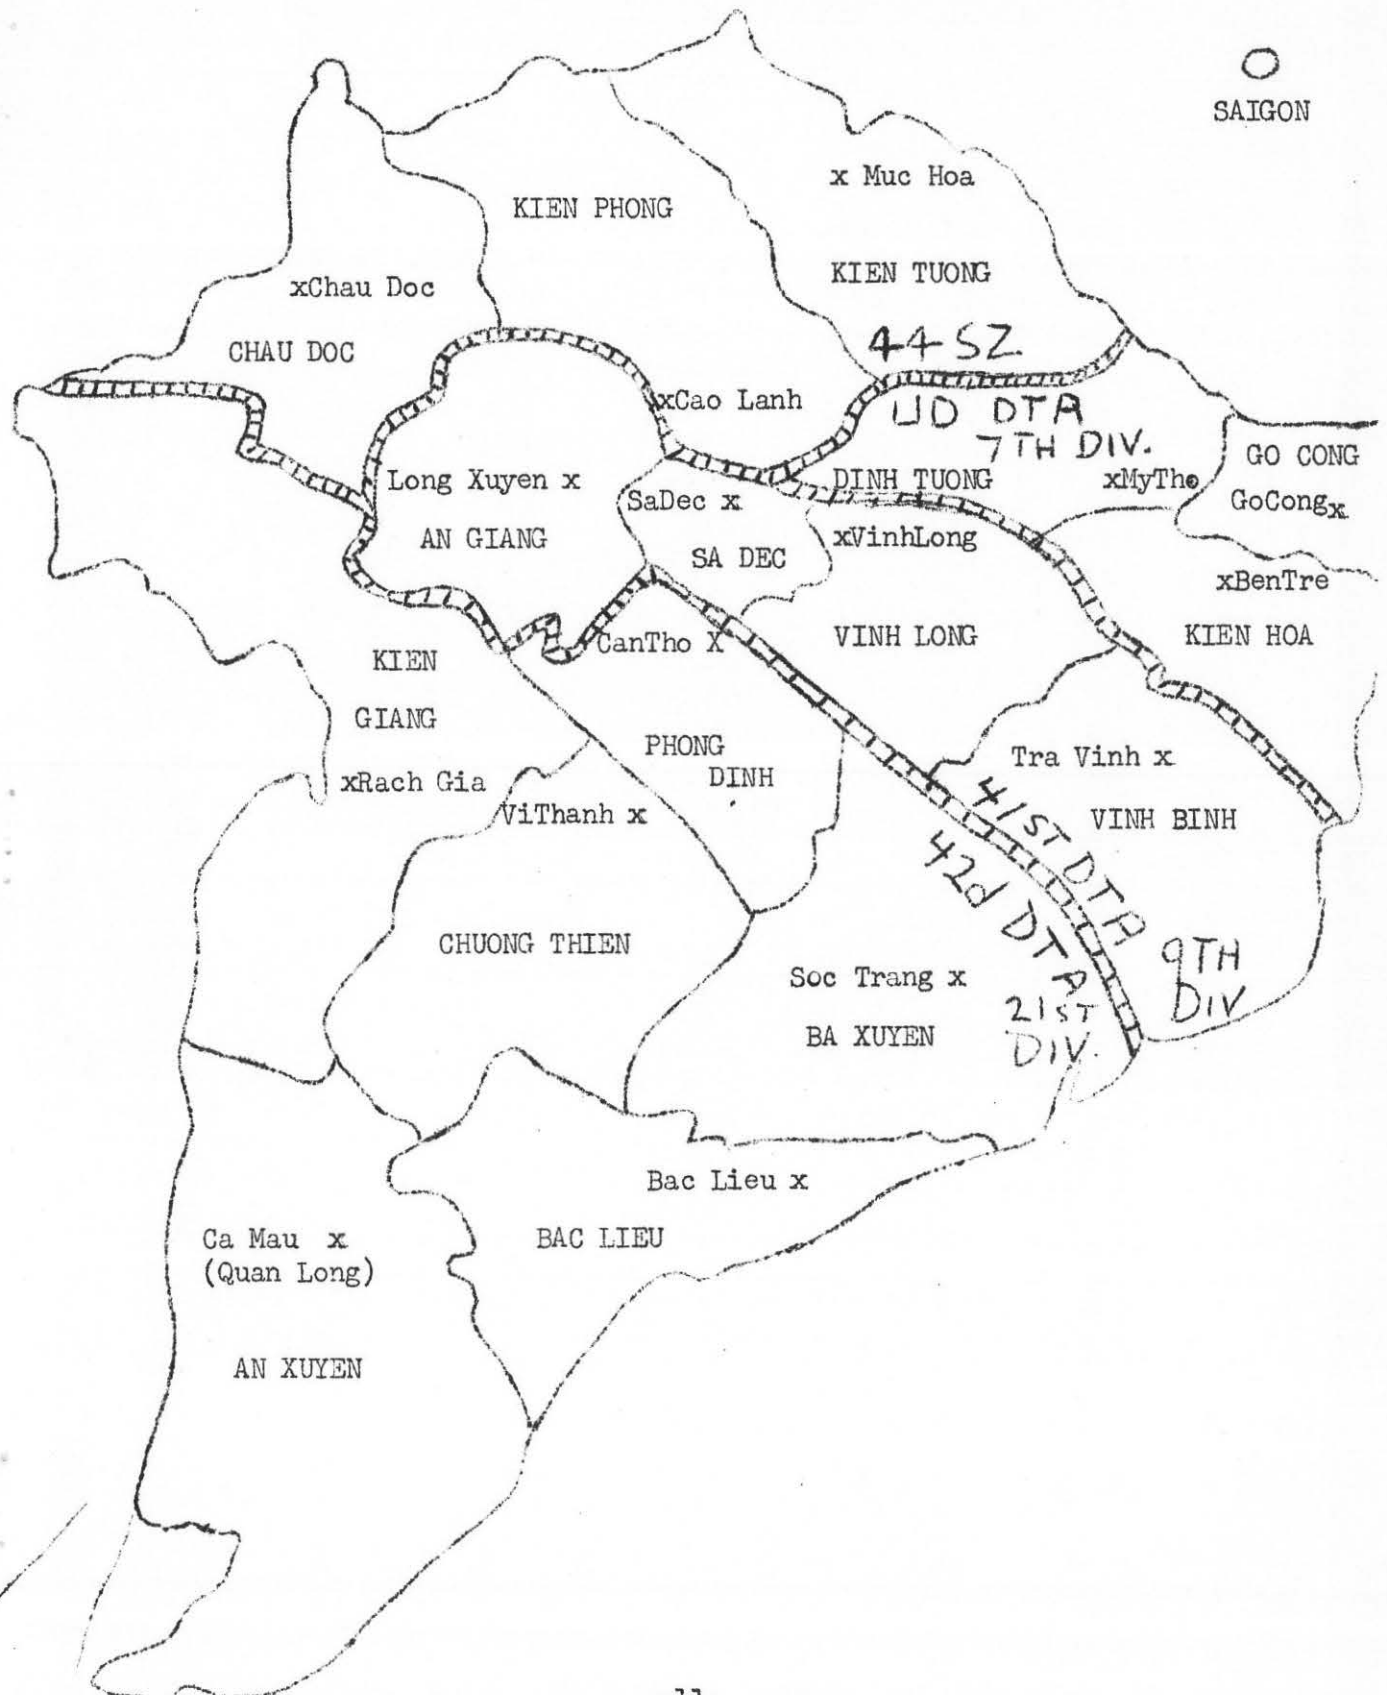 SAIGON
x Muc Hoa
KIEN PHONG
KIEN TUONG
xChau Doc
44 SZ
CHAU DOC
xCao Lanh
DTA
7TH DIV.
GO CONG
Long Xuyen x
DINH TUONG
xMyTho
SaDec x
GoCongx
AN GIANG
xVinhLong
SA DEC
xBenTre
CanTho X
VINH LONG
KIEN HOA
KIEN
GIANG
PHONG
DINH
Tra Vinh x
xRach Gia
ViThanh x
VINH BINH
41ST DTA
42d DTA
9TH
DIV
CHUONG THIEN
Soc Trang x
21ST
DIV.
BA XUYEN
Bac Lieu x
BAC LIEU
Ca Mau x
(Quan Long)
AN XUYEN
11